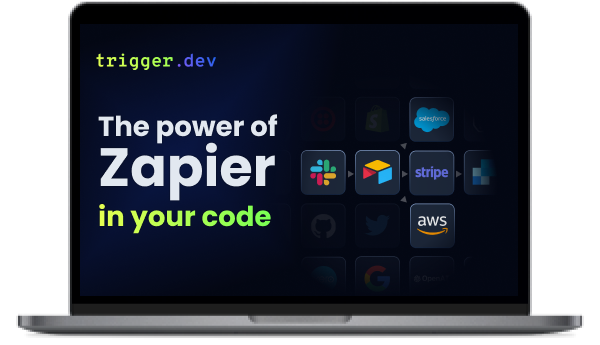 trigger.dev
The power of
Zapier
in your code
salesforce
stripe
aws